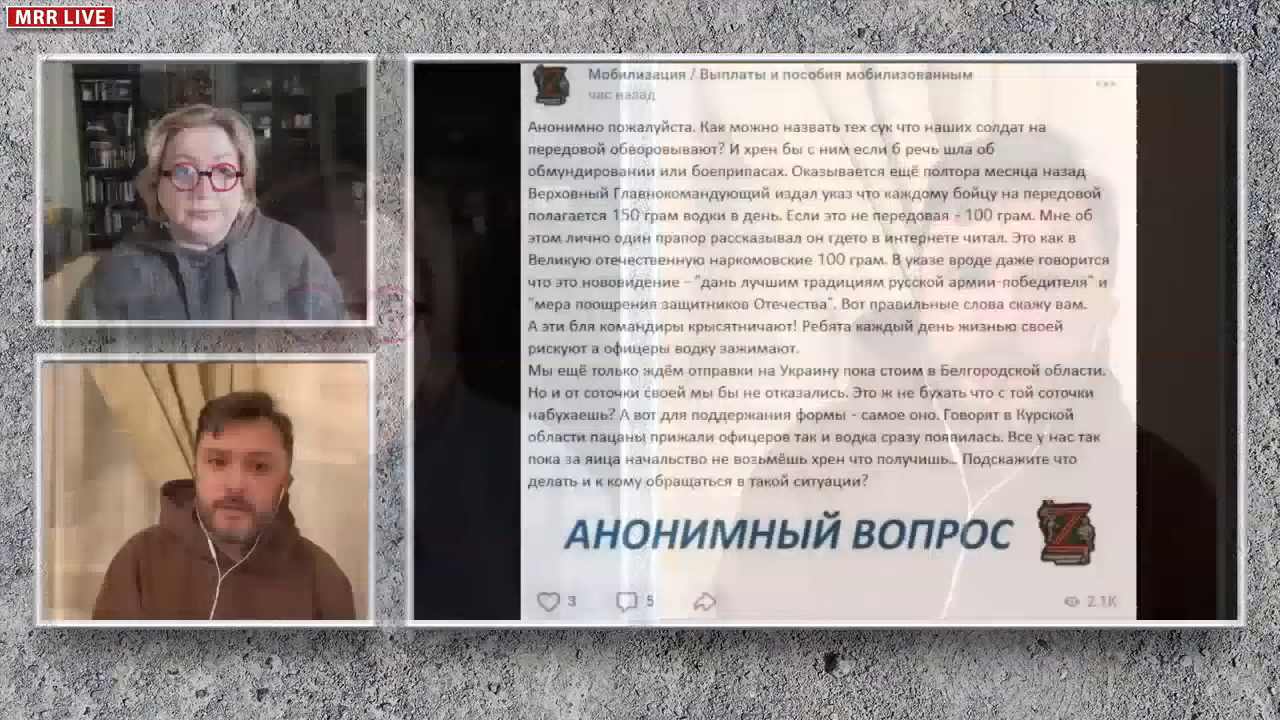 MRR LIVE
Мобилизация / Выплаты и пособия мобилизованным
час назад
Анонимно пожалуйста. Как можно назвать тех сук что наших солдат на
передовой обворовывают? И хрен бы с ним если б речь шла об
обмундировании или боеприпасах. Оказывается ещё полтора месяца назад
Верховный Главнокомандующий издал указ что каждому бойцу на передовой
полагается 150 грам водки в день. Если это не передовая - 100 грам. Мне об
этом лично один прапор рассказывал он гдето в интернете читал. Это как в
Великую отечественную наркомовские 100 грам. В указе вроде даже говорится
что это нововидение - "дань лучшим традициям русской армии-победителя" и
"мера поощрения защитников Отечества". Вот правильные слова скажу вам.
А эти бля командиры крысятничают! Ребята каждый день жизнью своей
рискуют а офицеры водку зажимают.
Мы ещё только ждём отправки на Украину пока стоим в Белгородской области.
Но и от соточки своей мы бы не отказались. Это ж не бухать что с той соточки
набухаешь? А вот для поддержания формы - самое оно. Говорят в Курской
области пацаны прижали офицеров так и водка сразу появилась. Все у нас так
пока за яйца начальство не возьмёшь хрен что получишь... Подскажите что
делать и к кому обращаться в такой ситуации?
АНОНИМНЫЙ ВОПРОС
3 5 2.1K